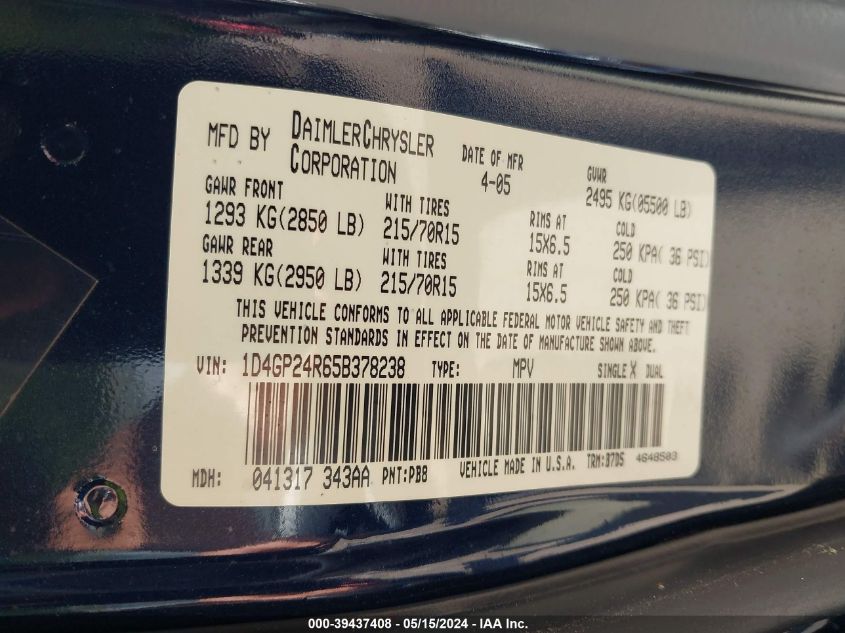 MFD BY DAIMLERCHRYSLER CORPORATION
DATE OF MFR 4-05
GVWR 2495 KG(05500 LB)
GAWR FRONT 1293 KG(2850 LB)
WITH TIRES 215/70R15
RIMS AT 15X6.5
COLD 250 KPA( 36 PSI)
GAWR REAR 1339 KG(2950 LB)
WITH TIRES 215/70R15
RIMS AT 15X6.5
COLD 250 KPA( 36 PSI)
THIS VEHICLE CONFORMS TO ALL APPLICABLE FEDERAL MOTOR VEHICLE SAFETY AND THEFT
PREVENTION STANDARDS IN EFFECT ON THE DATE OF MANUFACTURE SHOWN ABOVE.
VIN: 1D4GP24R65B378238 TYPE: MPV SINGLE X DUAL
MDH: 041317 343AA PNT:PB8 VEHICLE MADE IN U.S.A. TRM:B7D5 4648503
000-39437408 - 05/15/2024 - IAAI.com